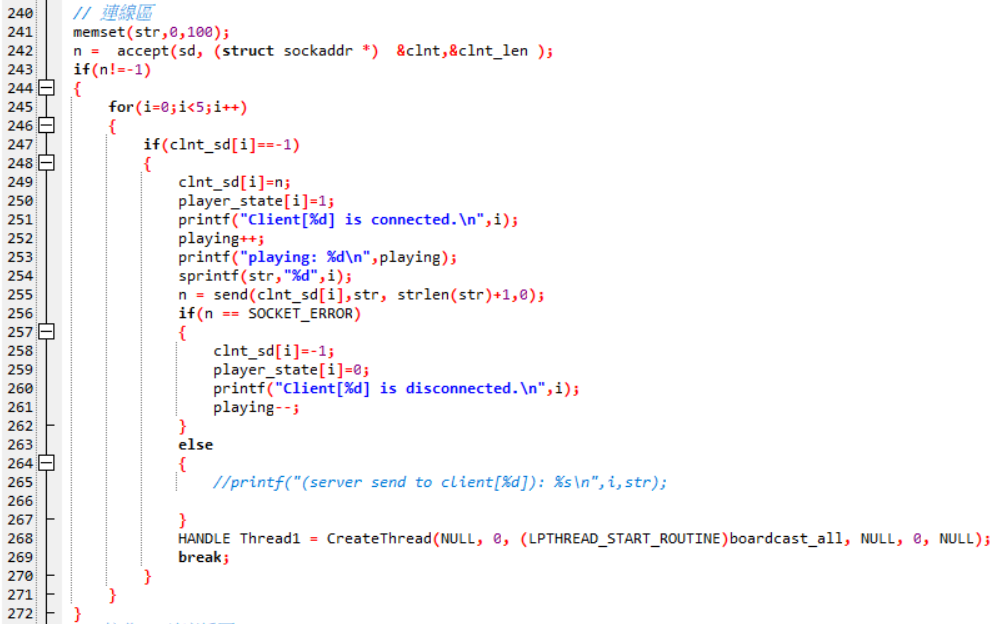 240 // 連線區
241 memset(str,0,100);
242 n =  accept(sd, (struct sockaddr *)  &clnt,&clnt_len );
243 if(n!=-1)
244 {
245 for(i=0;i<5;i++)
246 {
247 if(clnt_sd[i]==-1)
248 {
249 clnt_sd[i]=n;
250 player_state[i]=1;
251 printf("Client[%d] is connected.\n",i);
252 playing++;
253 printf("playing: %d\n",playing);
254 sprintf(str,"%d",i);
255 n = send(clnt_sd[i],str, strlen(str)+1,0);
256 if(n == SOCKET_ERROR)
257 {
258 clnt_sd[i]=-1;
259 player_state[i]=0;
260 printf("Client[%d] is disconnected.\n",i);
261 playing--;
262 }
263 else
264 {
265 //printf("(server send to client[%d]): %s\n",i,str);
266
267 }
268 HANDLE Thread1 = CreateThread(NULL, 0, (LPTHREAD_START_ROUTINE)boardcast_all, NULL, 0, NULL);
269 break;
270 }
271 }
272 }